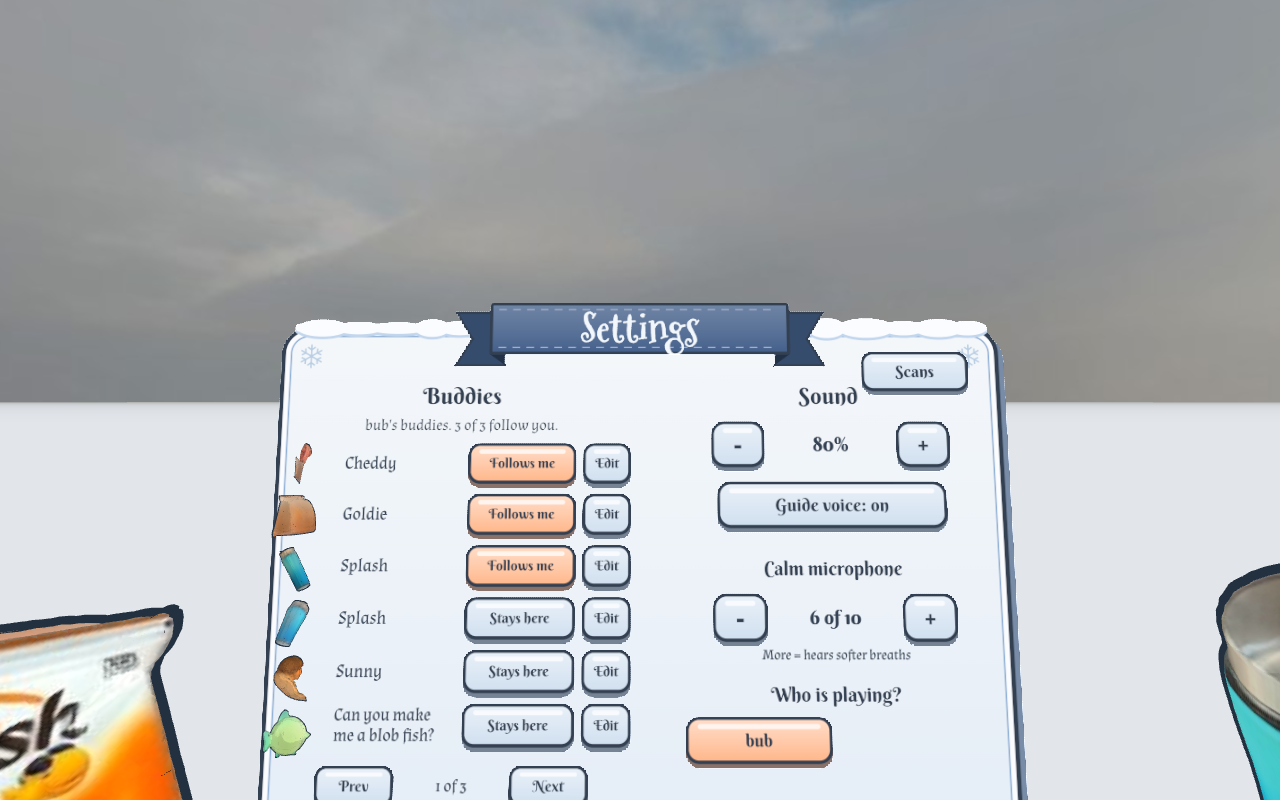 Settings
Scans
Buddies
bub's buddies. 3 of 3 follow you.
Cheddy
Follows me
Edit
Goldie
Follows me
Edit
Splash
Follows me
Edit
Splash
Stays here
Edit
Sunny
Stays here
Edit
Can you make
me a blob fish?
Stays here
Edit
Prev
1 of 3
Next
Sound
-
80%
+
Guide voice: on
Calm microphone
-
6 of 10
+
More = hears softer breaths
Who is playing?
bub
sh